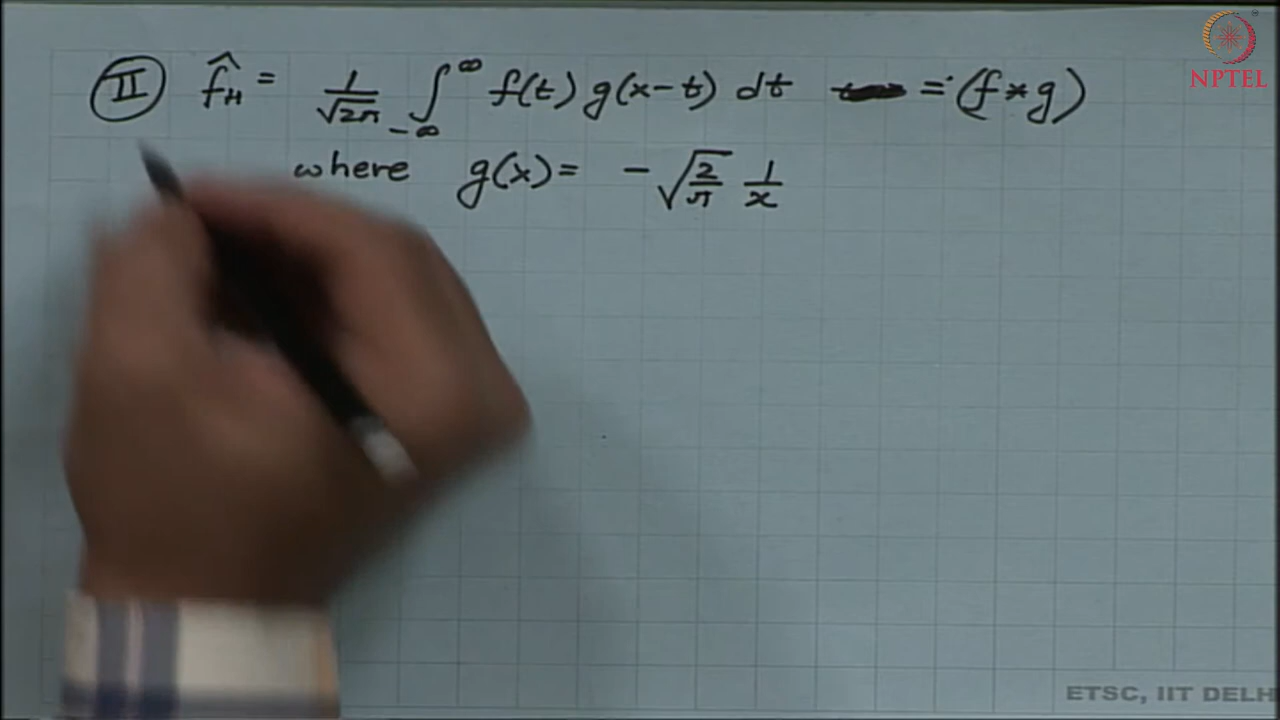 II f̂_H = 1/√2π ∫_{-∞}^{∞} f(t) g(x-t) dt = (f * g)
where g(x) = - √(2/π) 1/x
NPTEL
ETSC, IIT DELH